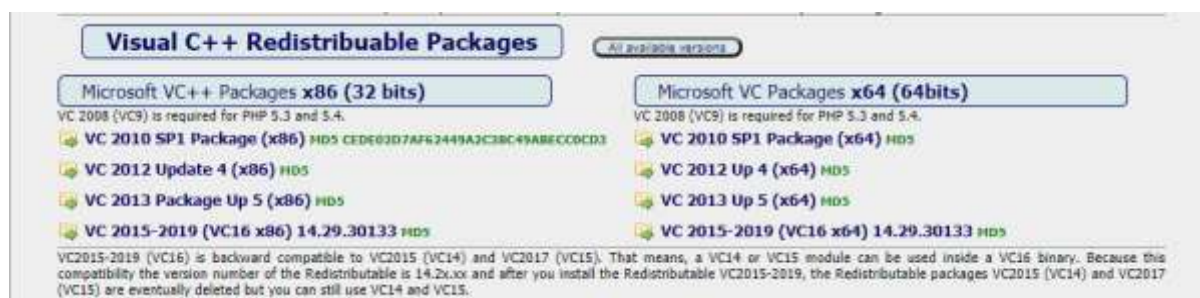 Visual C++ Redistribuable Packages
All available versions
Microsoft VC++ Packages x86 (32 bits)
VC 2008 (VC9) is required for PHP 5.3 and 5.4.
VC 2010 SP1 Package (x86) MD5
VC 2012 Update 4 (x86) MD5
VC 2013 Package Up 5 (x86) MD5
VC 2015-2019 (VC16 x86) 14.29.30133 MD5
Microsoft VC Packages x64 (64bits)
VC 2008 (VC9) is required for PHP 5.3 and 5.4.
VC 2010 SP1 Package (x64) MD5
VC 2012 Up 4 (x64) MD5
VC 2013 Up 5 (x64) MD5
VC 2015-2019 (VC16 x64) 14.29.30133 MD5
VC2015-2019 (VC16) is backward compatible to VC2015 (VC14) and VC2017 (VC15). That means, a VC14 or VC15 module can be used inside a VC16 binary. Because this
compatibility the version number of the Redistributable is 14.2x.xx and after you install the Redistributable VC2015-2019, the Redistributable packages VC2015 (VC14) and VC2017
(VC15) are eventually deleted but you can still use VC14 and VC15.